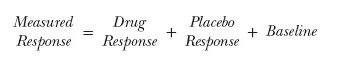 Measured Drug Placebo
Response = Response + Response + Baseline